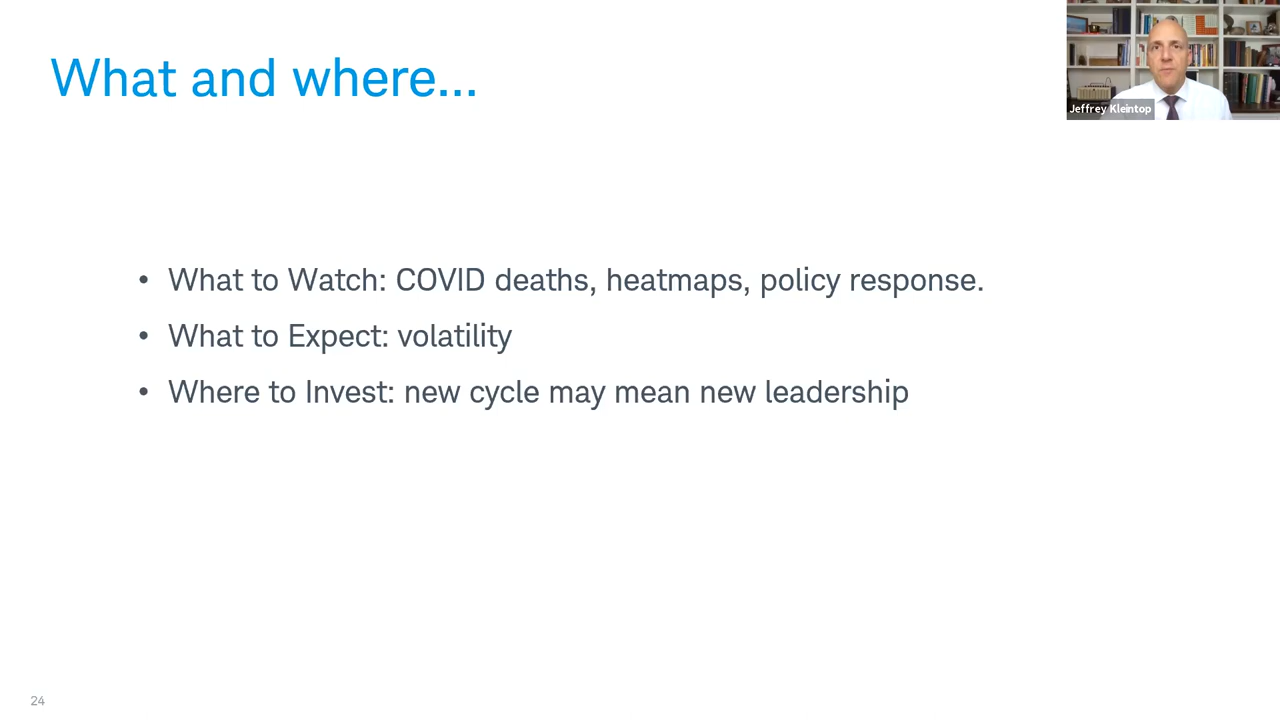 What and where...
Jeffrey Kleintop
• What to Watch: COVID deaths, heatmaps, policy response.
• What to Expect: volatility
• Where to Invest: new cycle may mean new leadership
24